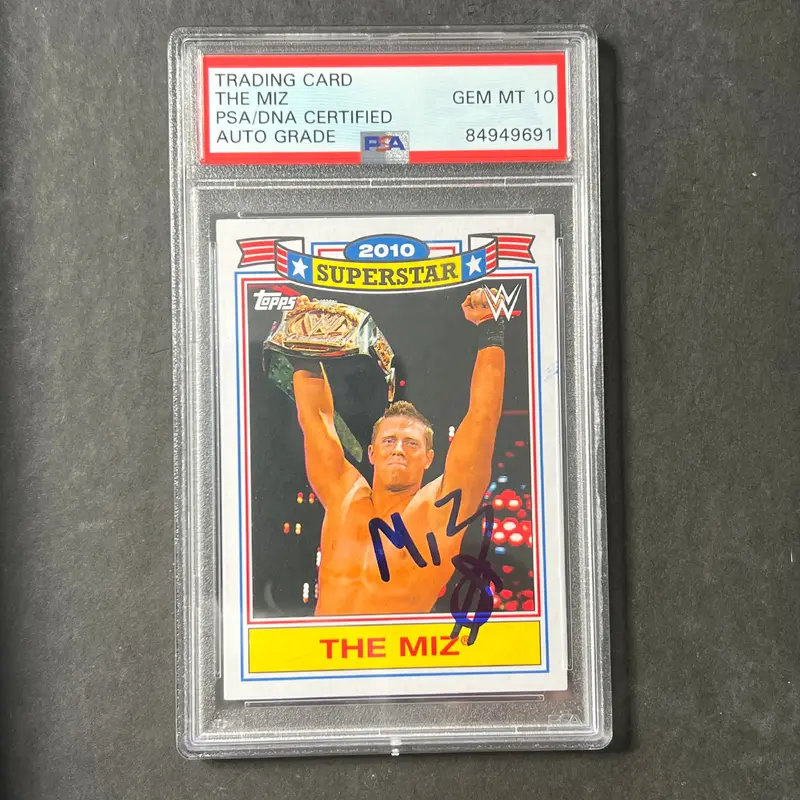 TRADING CARD
THE MIZ
GEM MT 10
PSA/DNA CERTIFIED
AUTO GRADE
PSA
84949691
2010
SUPERSTAR
Topps
W
MIZ
THE MIZ®